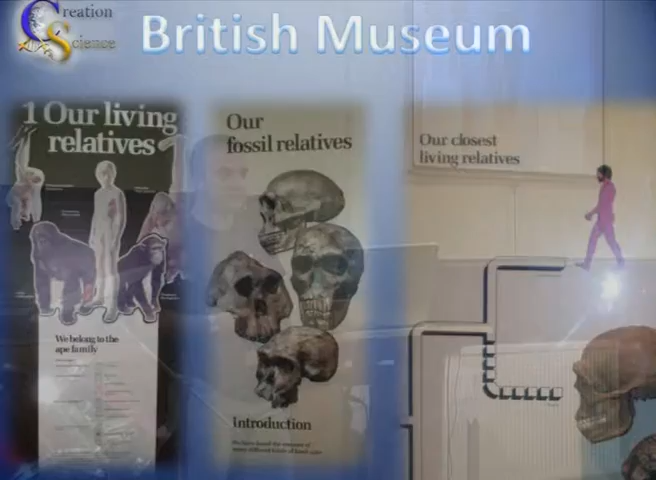 Creation
Science
British Museum
1 Our living
relatives
We belong to the
ape family
Our
fossil relatives
Introduction
Our closest
living relatives